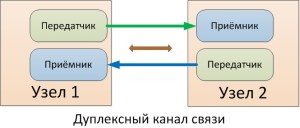 Передатчик
Приёмник
Приёмник
Передатчик
Узел 1
Узел 2
Дуплексный канал связи